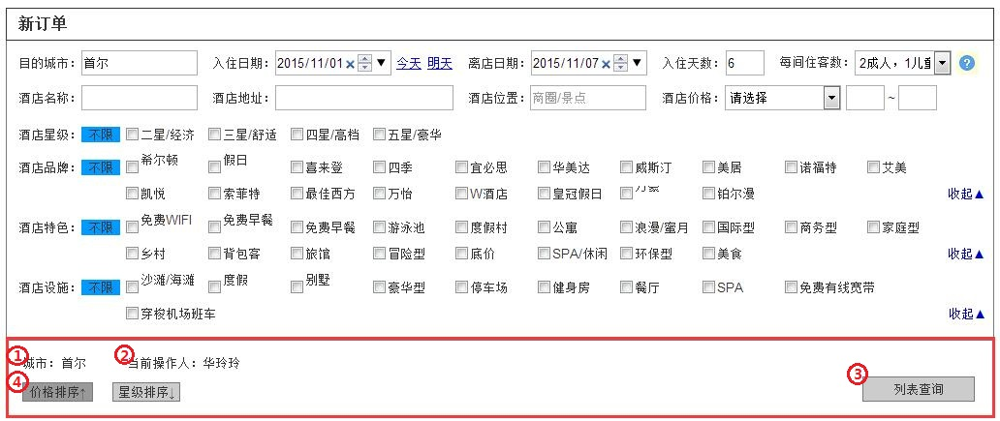 新订单
目的城市： 首尔 入住日期： 2015/11/01 × ▼ 今天 明天 离店日期： 2015/11/07 × ▼ 入住天数： 6 每间住客数： 2成人，1儿童 ?
酒店名称： 酒店地址： 酒店位置： 商圈/景点 酒店价格： 请选择 ~
酒店星级： 不限 二星/经济 三星/舒适 四星/高档 五星/豪华
酒店品牌： 不限 希尔顿 假日 喜来登 四季 宜必思 华美达 威斯汀 美居 诺福特 艾美
凯悦 索菲特 最佳西方 万怡 W酒店 皇冠假日 万豪 铂尔漫 收起▲
酒店特色： 不限 免费WIFI 免费早餐 免费早餐 游泳池 度假村 公寓 浪漫/蜜月 国际型 商务型 家庭型
乡村 背包客 旅馆 冒险型 底价 SPA/休闲 环保型 美食 收起▲
酒店设施： 不限 沙滩/海滩 度假 别墅 豪华型 停车场 健身房 餐厅 SPA 免费有线宽带
穿梭机场班车 收起▲
① 城市：首尔 ② 当前操作人：华玲玲
④ 价格排序↑ 星级排序↓ ③ 列表查询